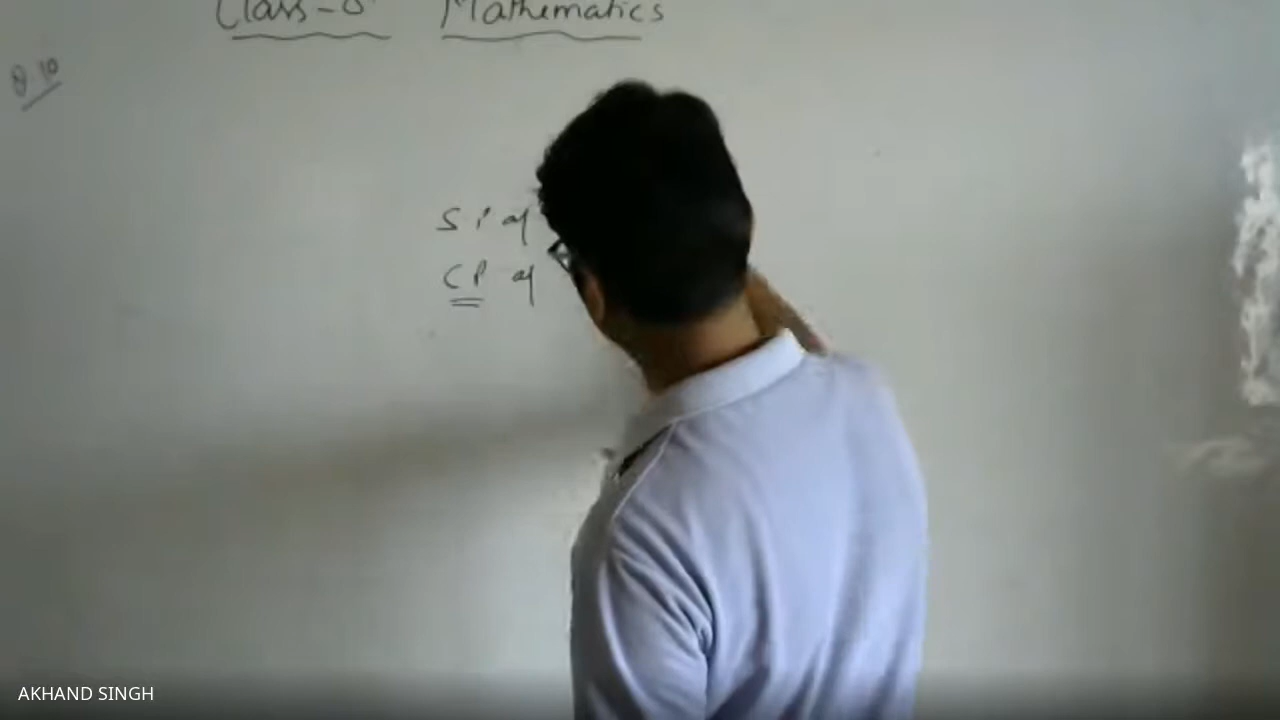 Class-8 Mathematics
Q.10
S P of
C P of
AKHAND SINGH